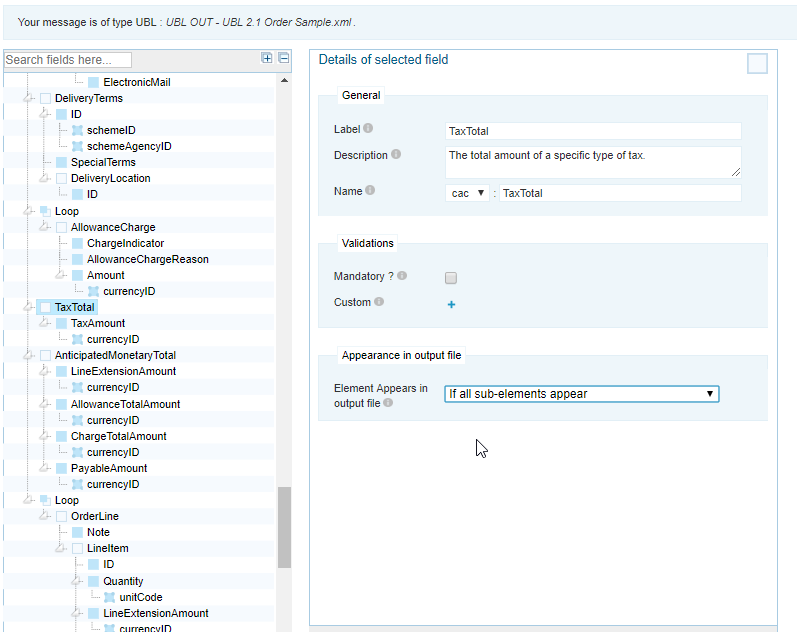 Your message is of type UBL : UBL OUT - UBL 2.1 Order Sample.xml .
Search fields here...
ElectronicMail
DeliveryTerms
ID
schemeID
schemeAgencyID
SpecialTerms
DeliveryLocation
ID
Loop
AllowanceCharge
ChargeIndicator
AllowanceChargeReason
Amount
currencyID
TaxTotal
TaxAmount
currencyID
AnticipatedMonetaryTotal
LineExtensionAmount
currencyID
AllowanceTotalAmount
currencyID
ChargeTotalAmount
currencyID
PayableAmount
currencyID
Loop
OrderLine
Note
LineItem
ID
Quantity
unitCode
LineExtensionAmount
currencyID
Details of selected field
General
Label TaxTotal
Description The total amount of a specific type of tax.
Name cac : TaxTotal
Validations
Mandatory ?
Custom
Appearance in output file
Element Appears in
output file
If all sub-elements appear